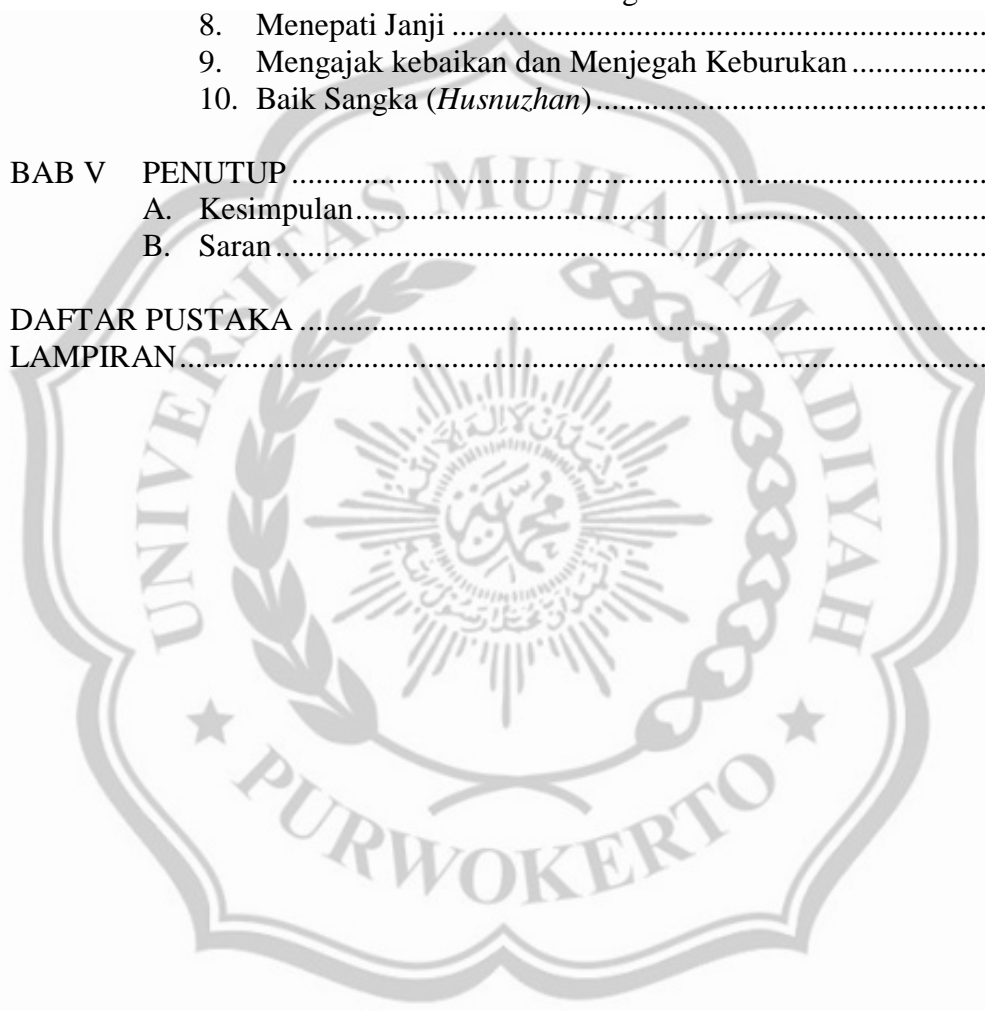 8. Menepati Janji ....................
9. Mengajak kebaikan dan Menjegah Keburukan ....................
10. Baik Sangka (Husnuzhan) ....................
BAB V PENUTUP ....................
A. Kesimpulan ....................
B. Saran ....................
DAFTAR PUSTAKA ....................
LAMPIRAN ....................
UNIVERSITAS MUHAMMADIYAH
PURWOKERTO